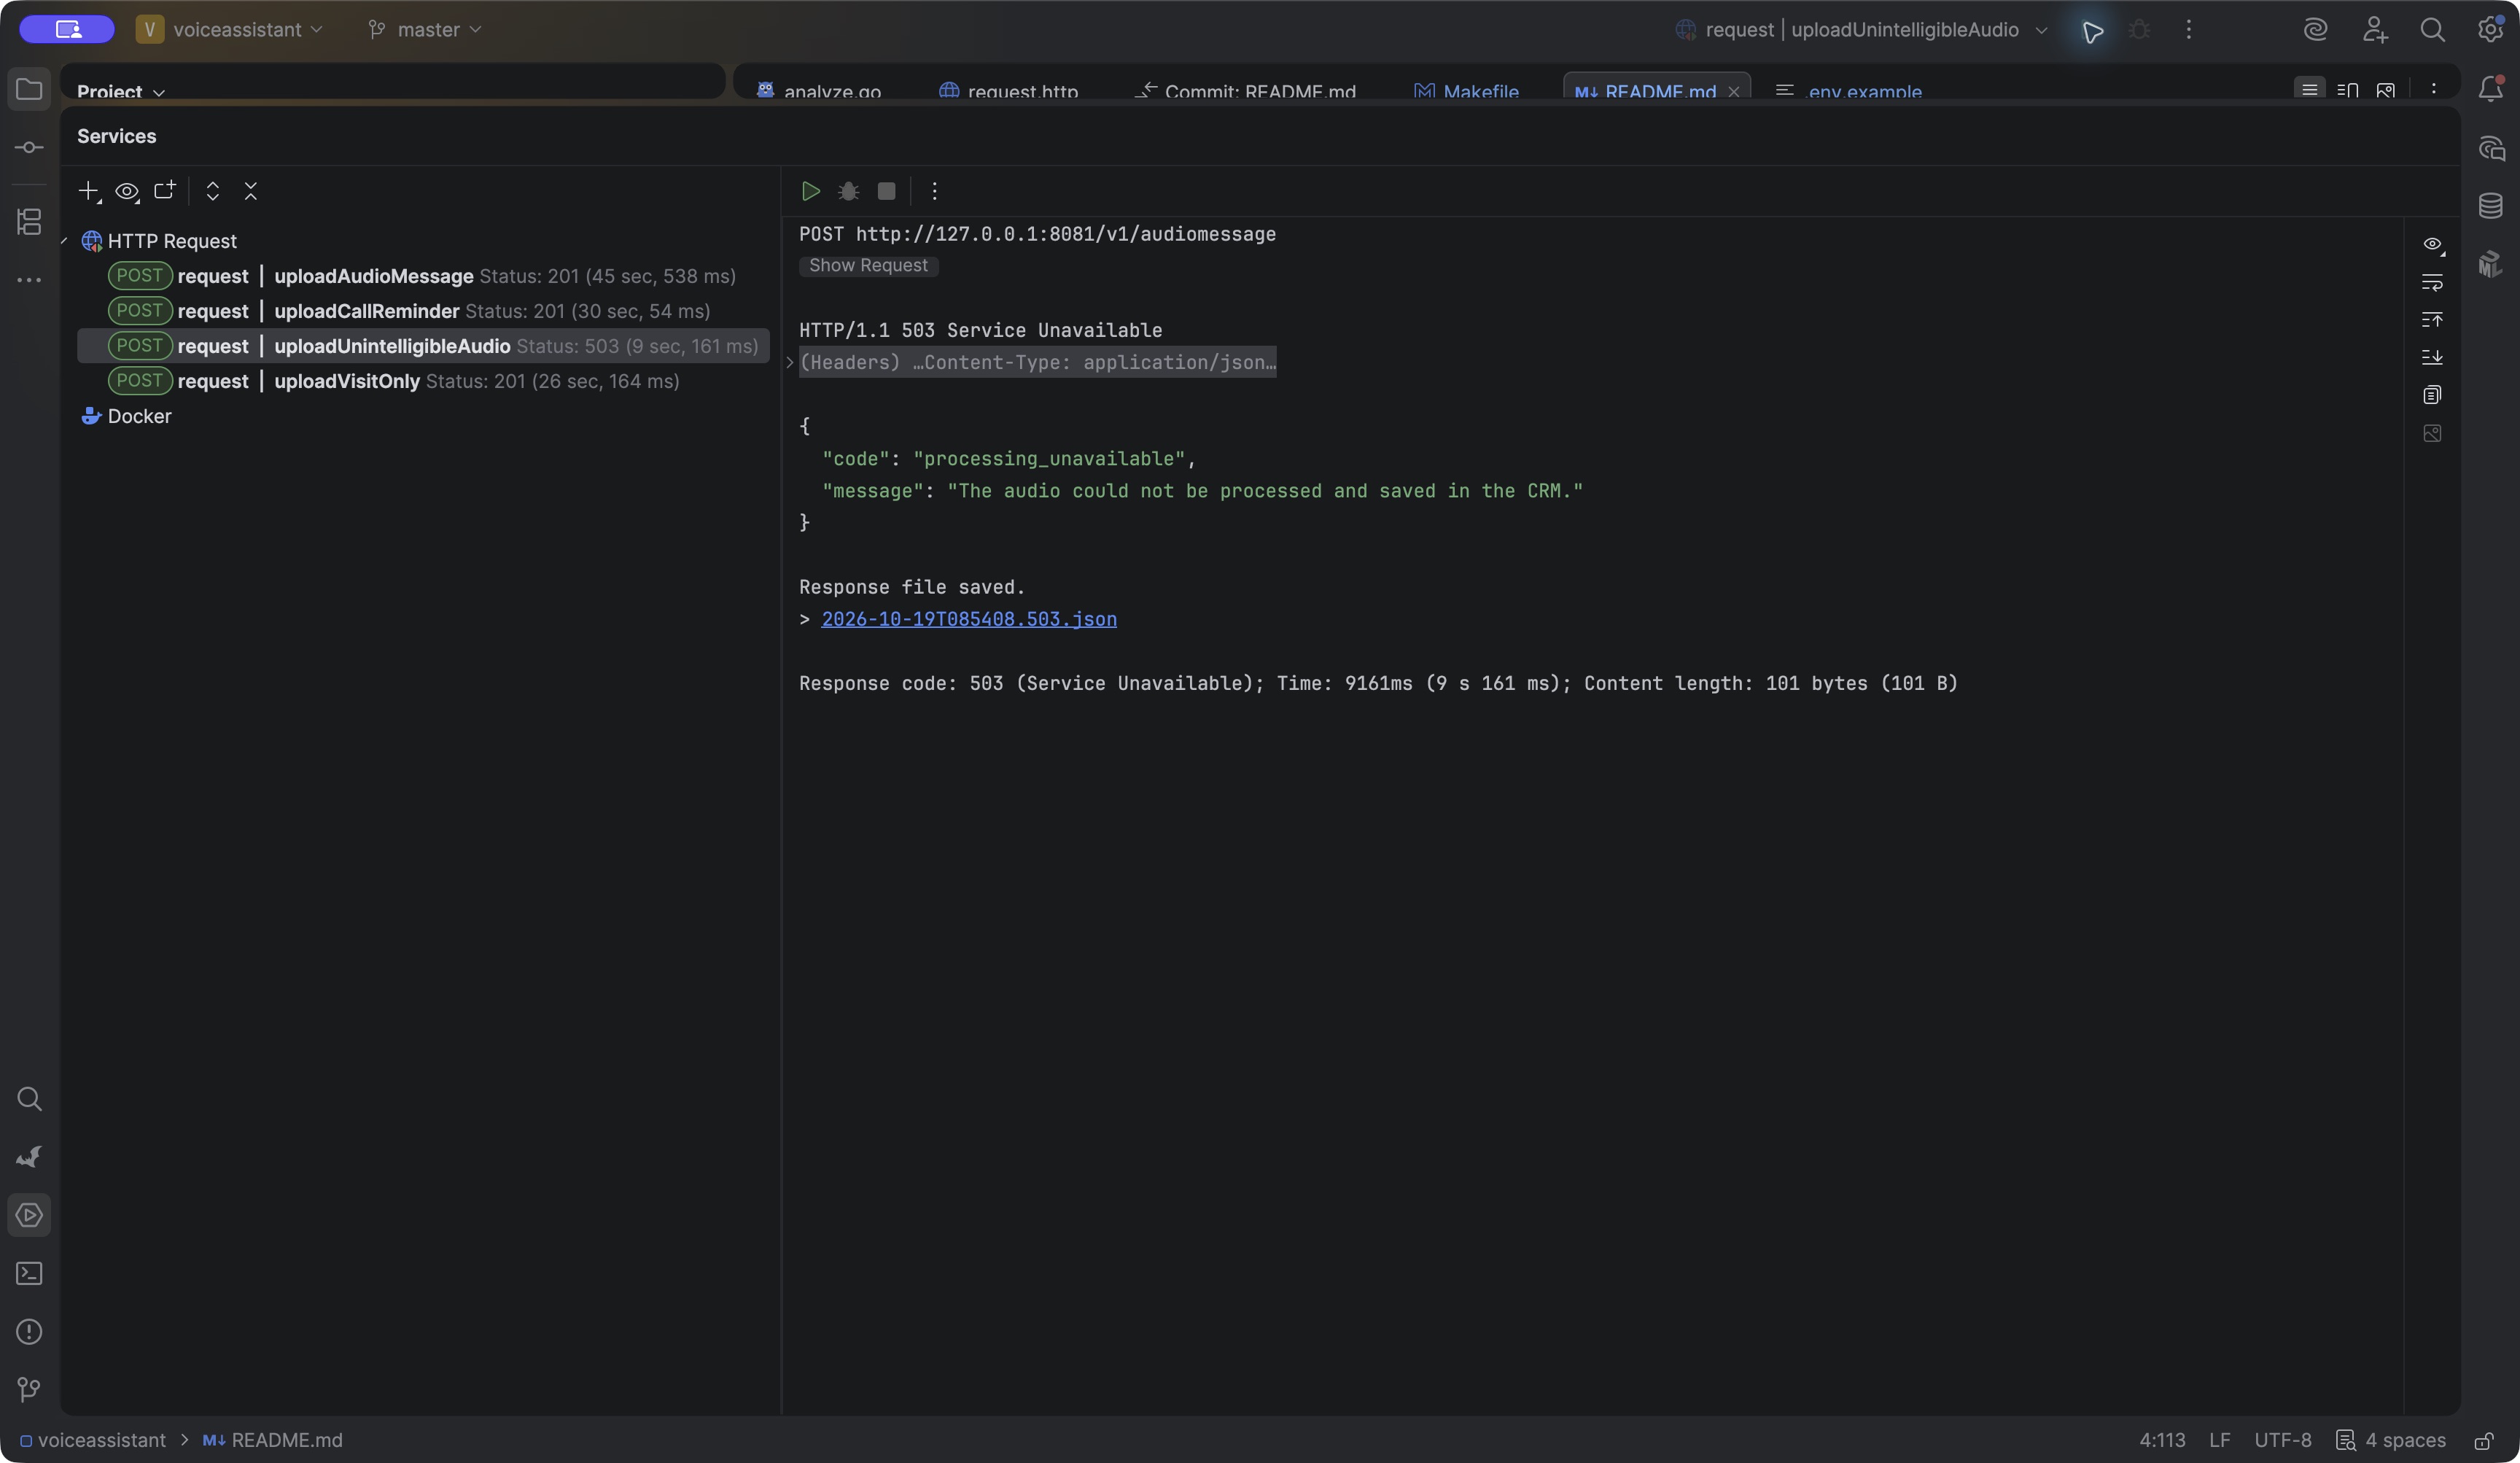 V voiceassistant master request | uploadUnintelligibleAudio
Project analyze.go request.http Commit: README.md Makefile M↓ README.md .env.example
Services
HTTP Request
POST request | uploadAudioMessage Status: 201 (45 sec, 538 ms)
POST request | uploadCallReminder Status: 201 (30 sec, 54 ms)
POST request | uploadUnintelligibleAudio Status: 503 (9 sec, 161 ms)
POST request | uploadVisitOnly Status: 201 (26 sec, 164 ms)
Docker
POST http://127.0.0.1:8081/v1/audiomessage
Show Request
HTTP/1.1 503 Service Unavailable
(Headers) …Content-Type: application/json…
{
"code": "processing_unavailable",
"message": "The audio could not be processed and saved in the CRM."
}
Response file saved.
> 2026-10-19T085408.503.json
Response code: 503 (Service Unavailable); Time: 9161ms (9 s 161 ms); Content length: 101 bytes (101 B)
UML
voiceassistant > M↓ README.md
4:113 LF UTF-8 4 spaces